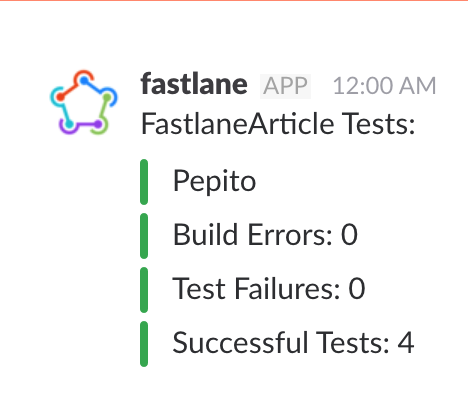 fastlane APP 12:00 AM
FastlaneArticle Tests:
Pepito
Build Errors: 0
Test Failures: 0
Successful Tests: 4